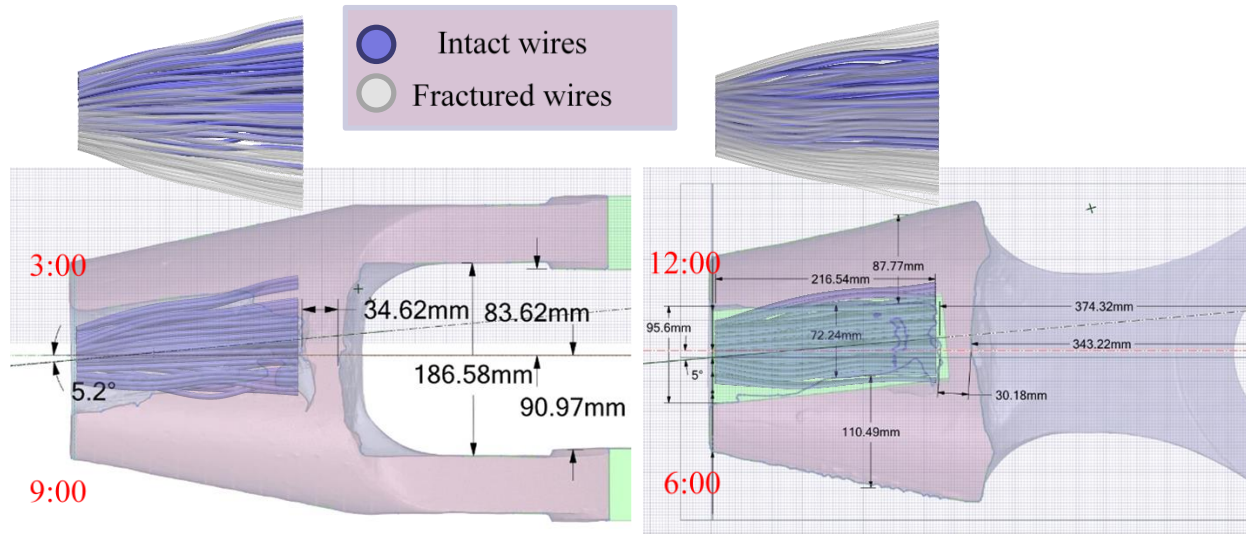 Intact wires
Fractured wires
3:00
34.62mm
83.62mm
5.2°
186.58mm
90.97mm
9:00
12:00
87.77mm
216.54mm
374.32mm
95.6mm
72.24mm
343.22mm
5°
30.18mm
110.49mm
6:00